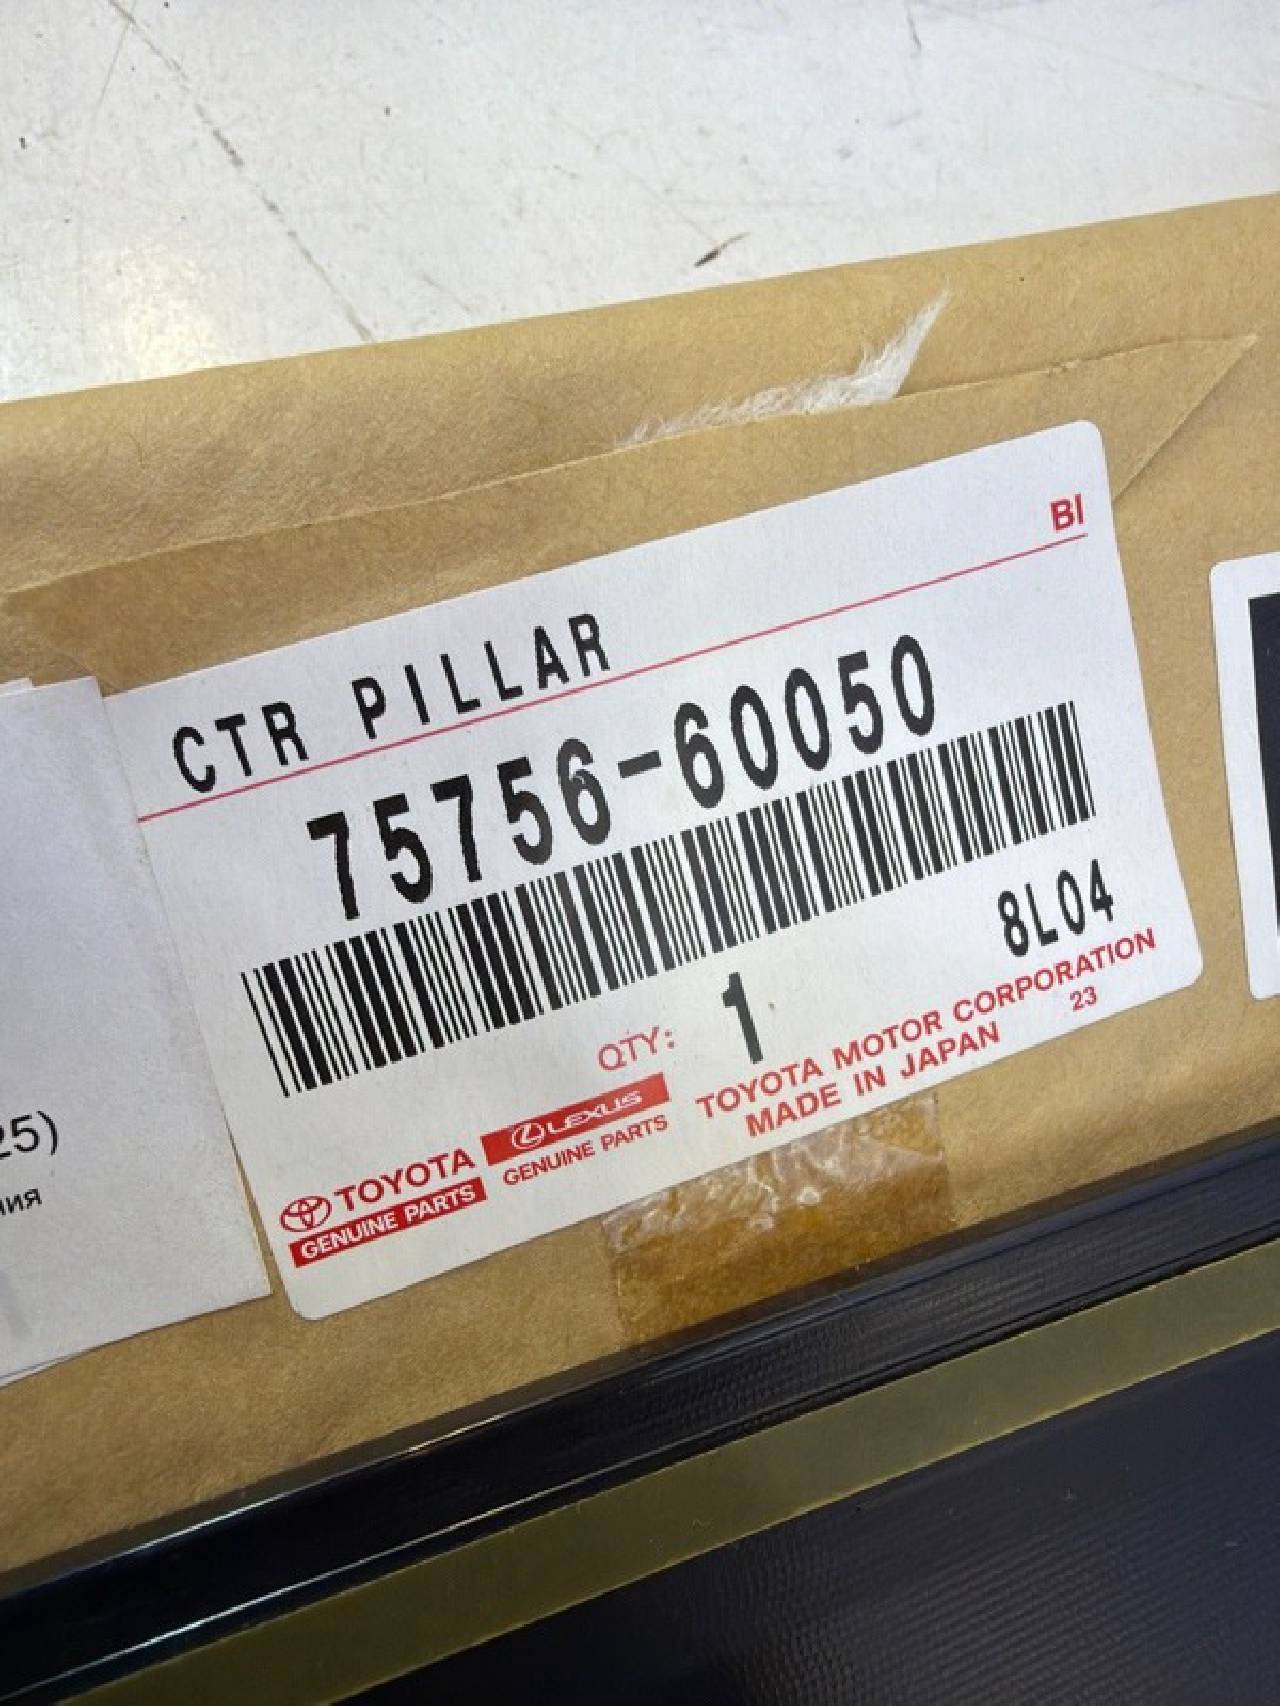 BI
CTR PILLAR
75756-60050
8L04
QTY: 1
TOYOTA MOTOR CORPORATION
MADE IN JAPAN 23
TOYOTA
GENUINE PARTS
LEXUS
GENUINE PARTS
25)
ния